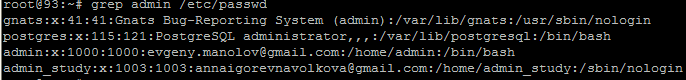 root@93:~# grep admin /etc/passwd
gnats:x:41:41:Gnats Bug-Reporting System (admin):/var/lib/gnats:/usr/sbin/nologin
postgres:x:115:121:PostgreSQL administrator,,,:/var/lib/postgresql:/bin/bash
admin:x:1000:1000:evgeny.manolov@gmail.com:/home/admin:/bin/bash
admin_study:x:1003:1003:annaigorevnavolkova@gmail.com:/home/admin_study:/sbin/nologin